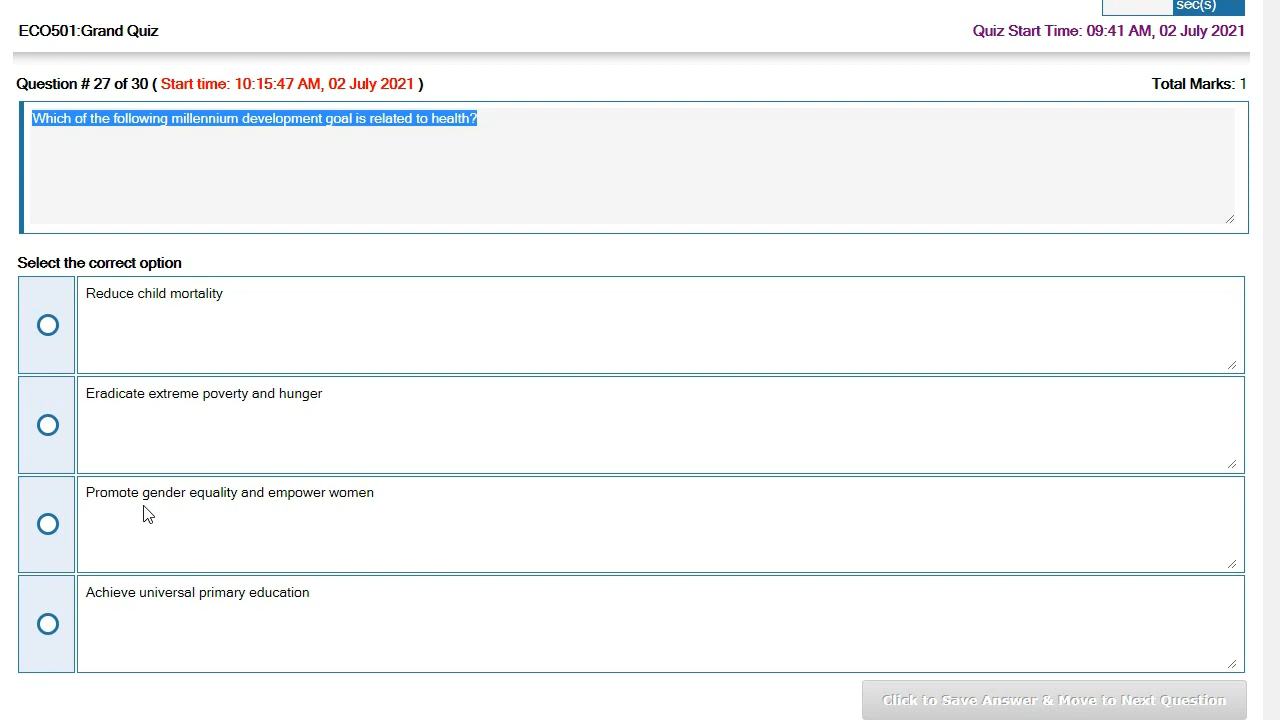 sec(s)
ECO501:Grand Quiz
Quiz Start Time: 09:41 AM, 02 July 2021
Question # 27 of 30 ( Start time: 10:15:47 AM, 02 July 2021 )
Total Marks: 1
Which of the following millennium development goal is related to health?
Select the correct option
Reduce child mortality
Eradicate extreme poverty and hunger
Promote gender equality and empower women
Achieve universal primary education
Click to Save Answer & Move to Next Question